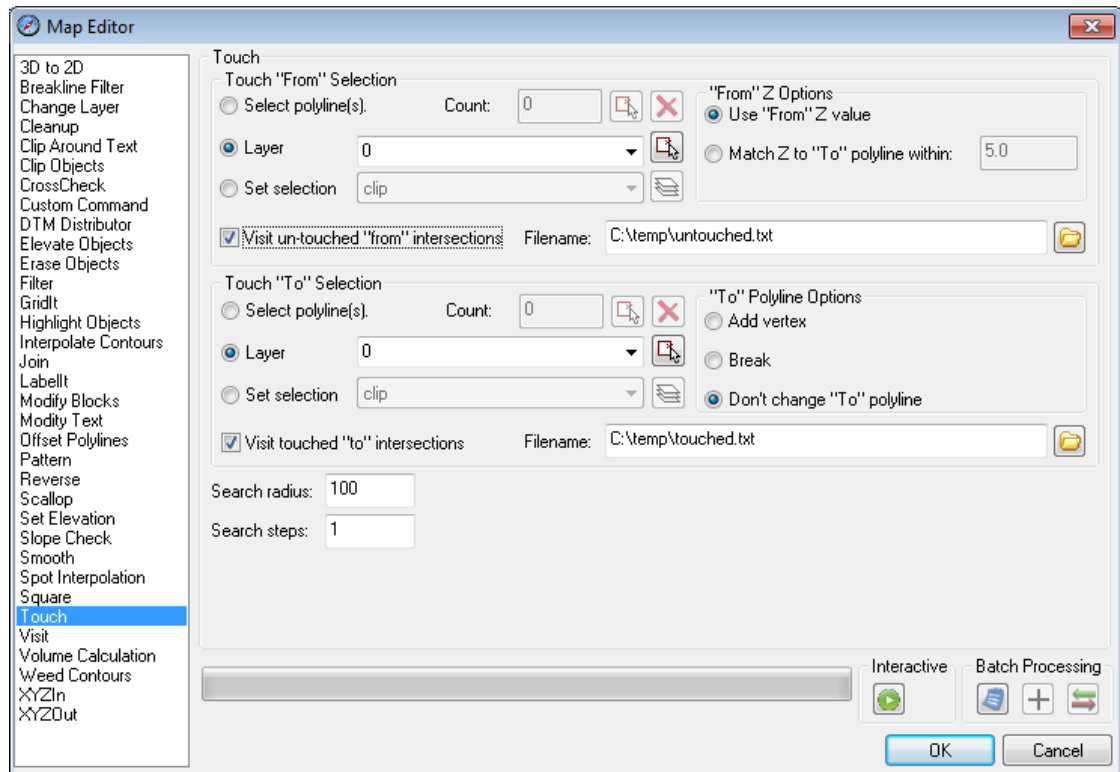 Map Editor
3D to 2D
Breakline Filter
Change Layer
Cleanup
Clip Around Text
Clip Objects
CrossCheck
Custom Command
DTM Distributor
Elevate Objects
Erase Objects
Filter
GridIt
Highlight Objects
Interpolate Contours
Join
LabelIt
Modify Blocks
Modify Text
Offset Polylines
Pattern
Reverse
Scallop
Set Elevation
Slope Check
Smooth
Spot Interpolation
Square
Touch
Visit
Volume Calculation
Weed Contours
XYZIn
XYZOut
Touch
Touch "From" Selection
Select polyline(s). Count: 0
Layer 0
Set selection clip
"From" Z Options
Use "From" Z value
Match Z to "To" polyline within: 5.0
Visit un-touched "from" intersections Filename: C:\temp\untouched.txt
Touch "To" Selection
Select polyline(s). Count: 0
Layer 0
Set selection clip
"To" Polyline Options
Add vertex
Break
Don't change "To" polyline
Visit touched "to" intersections Filename: C:\temp\touched.txt
Search radius: 100
Search steps: 1
Interactive
Batch Processing
OK Cancel